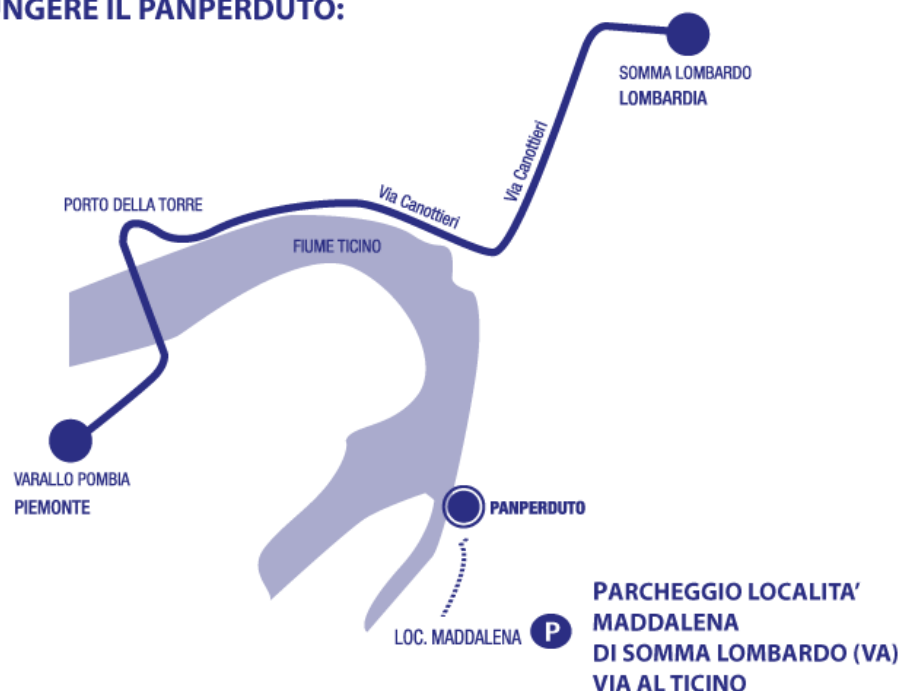 NGERE IL PANPERDUTO:
SOMMA LOMBARDO
LOMBARDIA
Via Canottieri
Via Canottieri
PORTO DELLA TORRE
FIUME TICINO
VARALLO POMBIA
PIEMONTE
PANPERDUTO
LOC. MADDALENA
P
PARCHEGGIO LOCALITA’
MADDALENA
DI SOMMA LOMBARDO (VA)
VIA AL TICINO